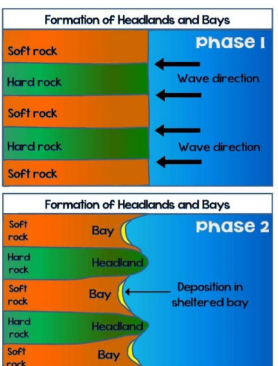 Formation of Headlands and Bays
Phase 1
Soft rock
Hard rock
Wave direction
Soft rock
Hard rock
Wave direction
Soft rock
Formation of Headlands and Bays
Phase 2
Soft
rock
Bay
Hard
rock
Headland
Soft
rock
Bay
Deposition in
sheltered bay
Hard
rock
Headland
Soft
rock
Bay